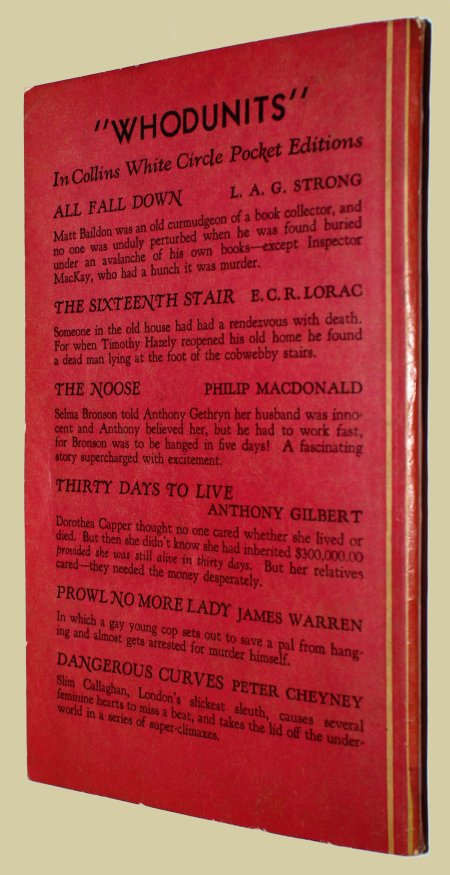 "WHODUNITS"
In Collins White Circle Pocket Editions
ALL FALL DOWN L. A. G. STRONG
Matt Baildon was an old curmudgeon of a book collector, and
no one was unduly perturbed when he was found buried
under an avalanche of his own books—except Inspector
MacKay, who had a hunch it was murder.
THE SIXTEENTH STAIR E. C. R. LORAC
Someone in the old house had had a rendezvous with death.
For when Timothy Hazely reopened his old home he found
a dead man lying at the foot of the cobwebby stairs.
THE NOOSE PHILIP MACDONALD
Selma Bronson told Anthony Gethryn her husband was inno-
cent and Anthony believed her, but he had to work fast,
for Bronson was to be hanged in five days! A fascinating
story supercharged with excitement.
THIRTY DAYS TO LIVE
ANTHONY GILBERT
Dorothea Capper thought no one cared whether she lived or
died. But then she didn't know she had inherited $300,000.00
provided she was still alive in thirty days. But her relatives
cared—they needed the money desperately.
PROWL NO MORE LADY JAMES WARREN
In which a gay young cop sets out to save a pal from hang-
ing and almost gets arrested for murder himself.
DANGEROUS CURVES PETER CHEYNEY
Slim Callaghan, London's slickest sleuth, causes several
feminine hearts to miss a beat, and takes the lid off the under-
world in a series of super-climaxes.